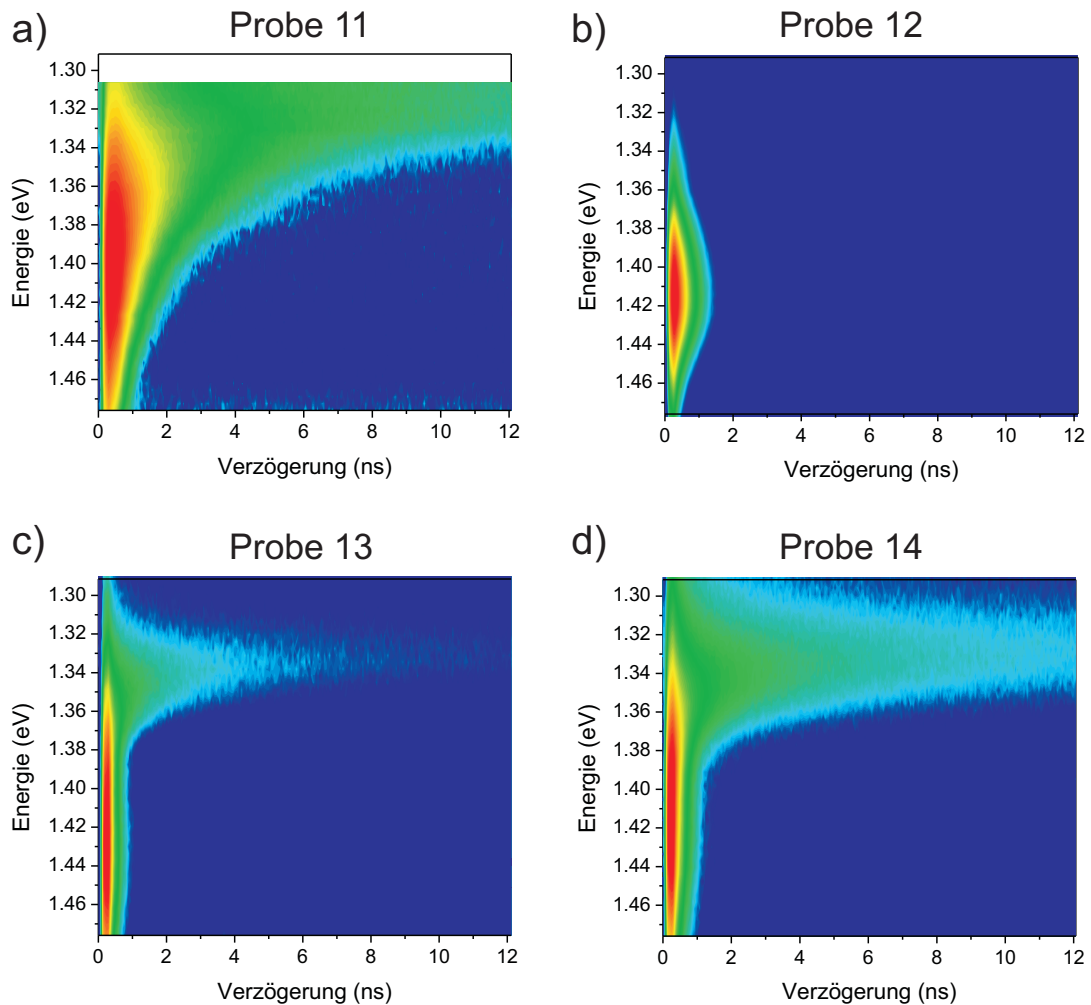 a)
Probe 11
Energie (eV)
1.30
1.32
1.34
1.36
1.38
1.40
1.42
1.44
1.46
0 2 4 6 8 10 12
Verzögerung (ns)
b)
Probe 12
Energie (eV)
1.30
1.32
1.34
1.36
1.38
1.40
1.42
1.44
1.46
0 2 4 6 8 10 12
Verzögerung (ns)
c)
Probe 13
Energie (eV)
1.30
1.32
1.34
1.36
1.38
1.40
1.42
1.44
1.46
0 2 4 6 8 10 12
Verzögerung (ns)
d)
Probe 14
Energie (eV)
1.30
1.32
1.34
1.36
1.38
1.40
1.42
1.44
1.46
0 2 4 6 8 10 12
Verzögerung (ns)